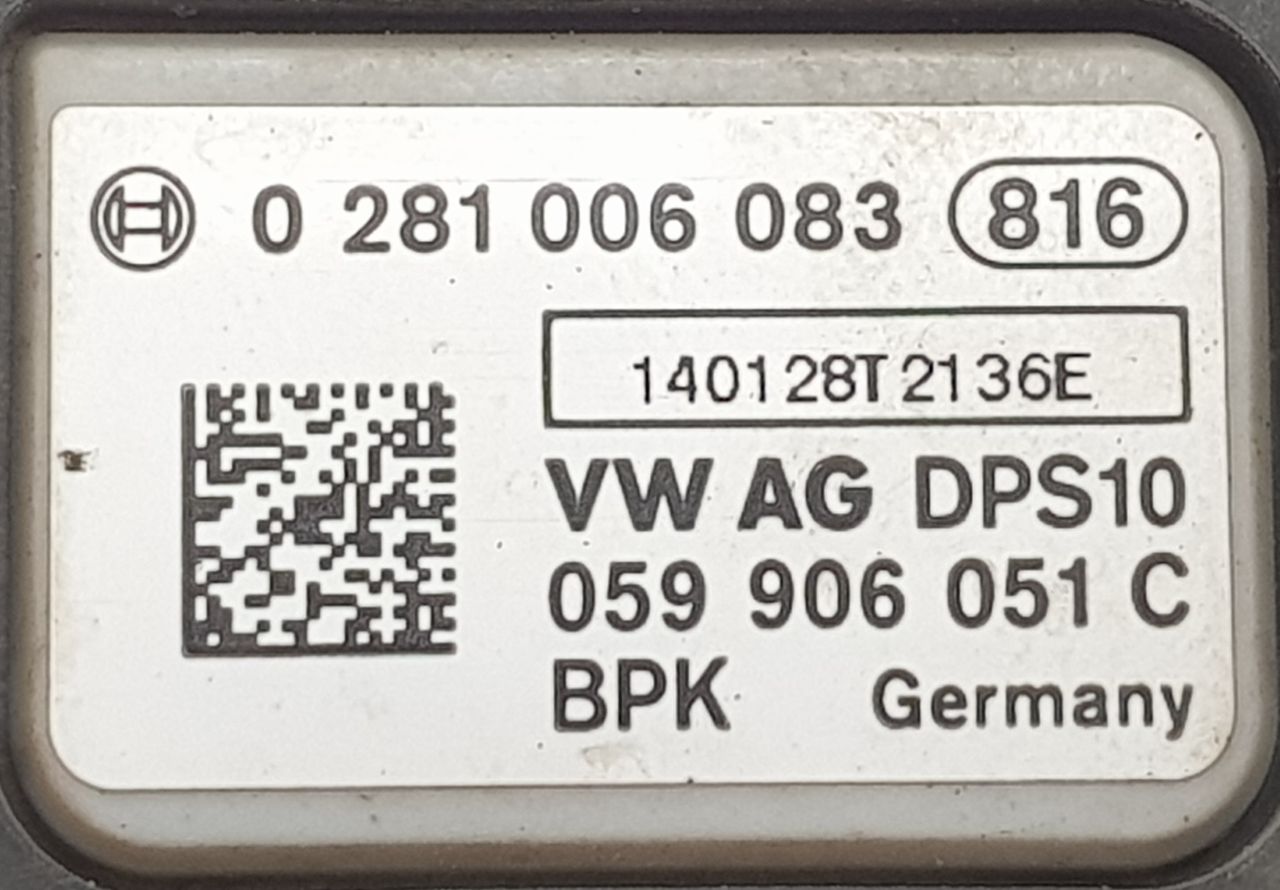 0 281 006 083 816
140128T2136E
VW AG DPS10
059 906 051 C
BPK Germany